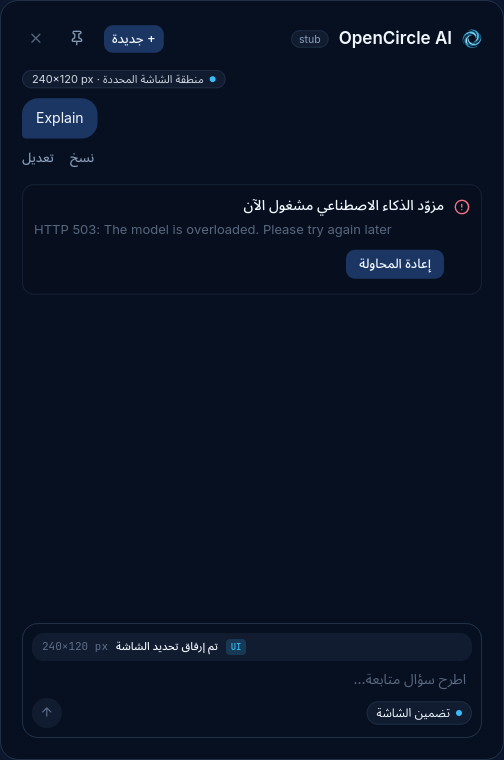 OpenCircle AI
stub
+ جديدة
منطقة الشاشة المحددة · 240×120 px
Explain
نسخ
تعديل
مزوّد الذكاء الاصطناعي مشغول الآن
HTTP 503: The model is overloaded. Please try again later
إعادة المحاولة
UI تم إرفاق تحديد الشاشة 240×120 px
اطرح سؤال متابعة...
تضمين الشاشة